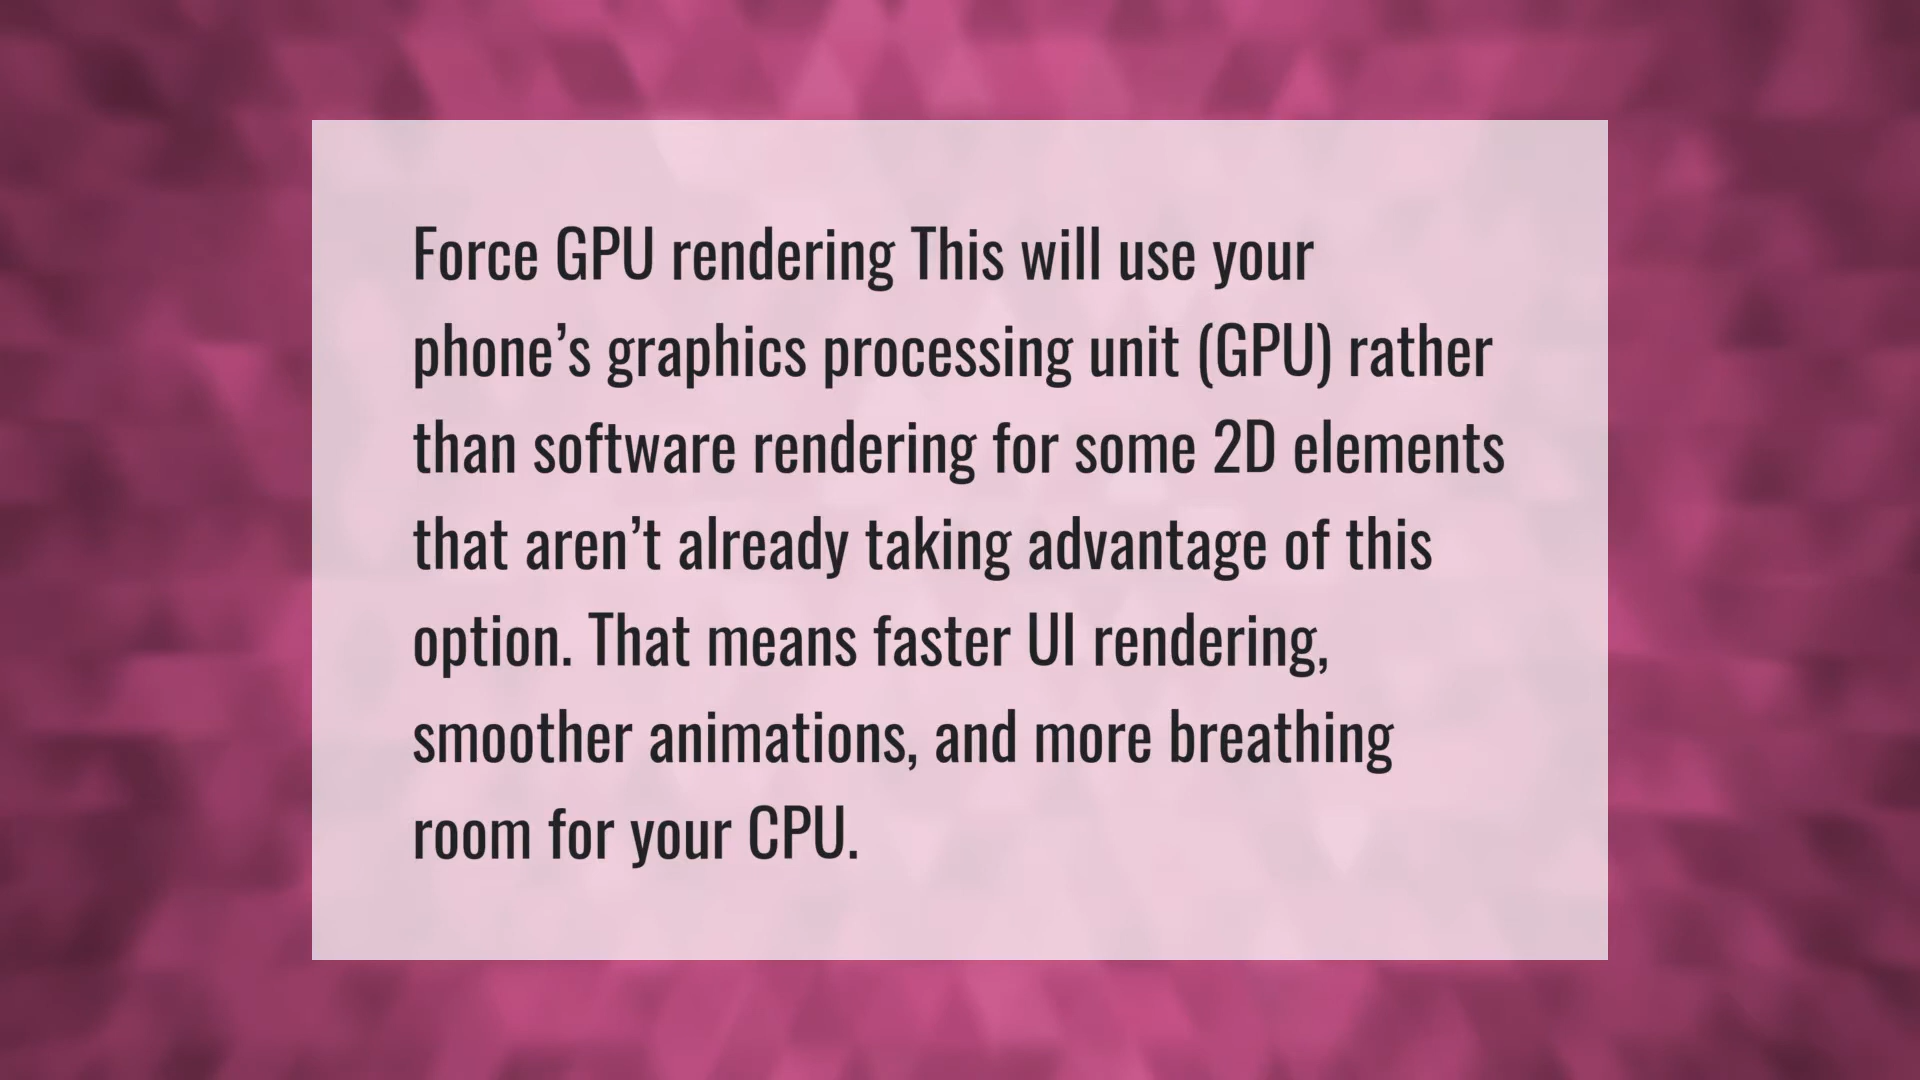 Force GPU rendering This will use your
phone’s graphics processing unit (GPU) rather
than software rendering for some 2D elements
that aren’t already taking advantage of this
option. That means faster UI rendering,
smoother animations, and more breathing
room for your CPU.